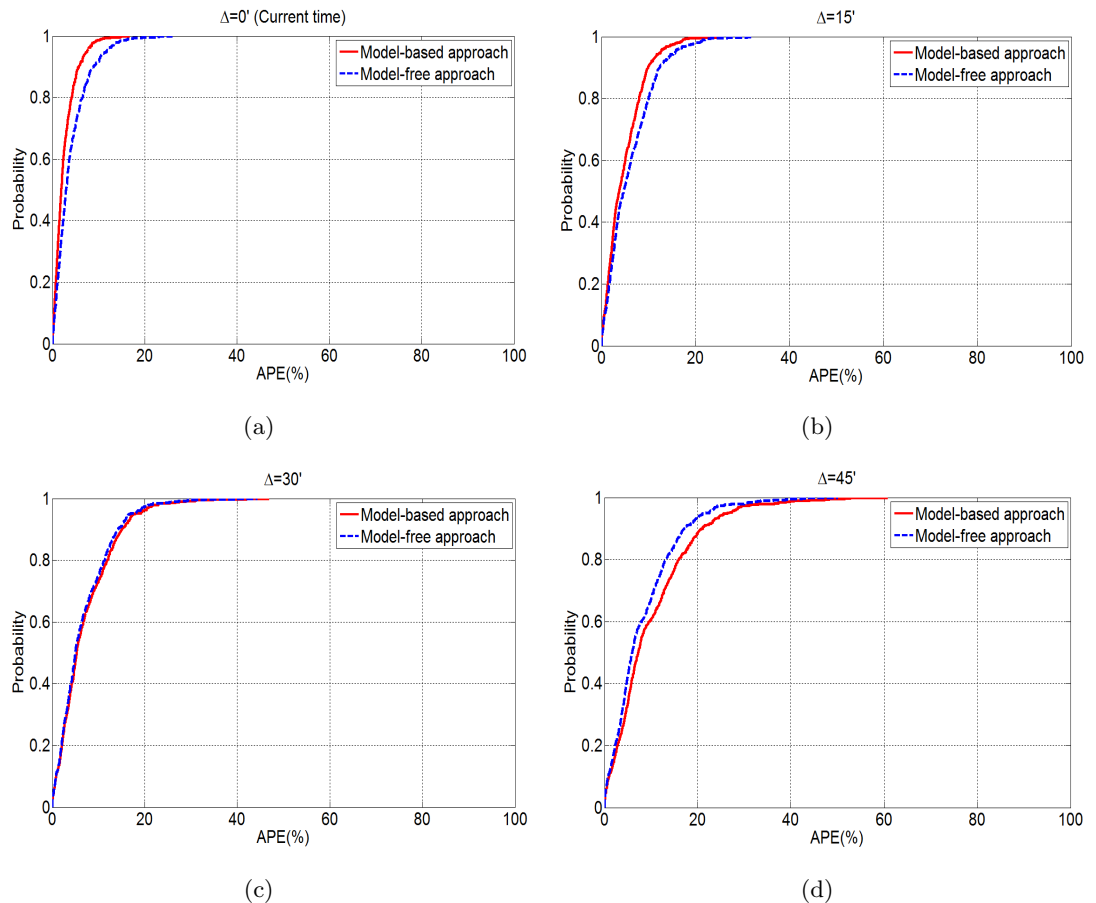 Δ=0' (Current time)
1
0.8
0.6
0.4
0.2
0
Probability
Model-based approach
Model-free approach
0 20 40 60 80 100
APE(%)
(a)
Δ=15'
1
0.8
0.6
0.4
0.2
0
Probability
Model-based approach
Model-free approach
0 20 40 60 80 100
APE(%)
(b)
Δ=30'
1
0.8
0.6
0.4
0.2
0
Probability
Model-based approach
Model-free approach
0 20 40 60 80 100
APE(%)
(c)
Δ=45'
1
0.8
0.6
0.4
0.2
0
Probability
Model-based approach
Model-free approach
0 20 40 60 80 100
APE(%)
(d)